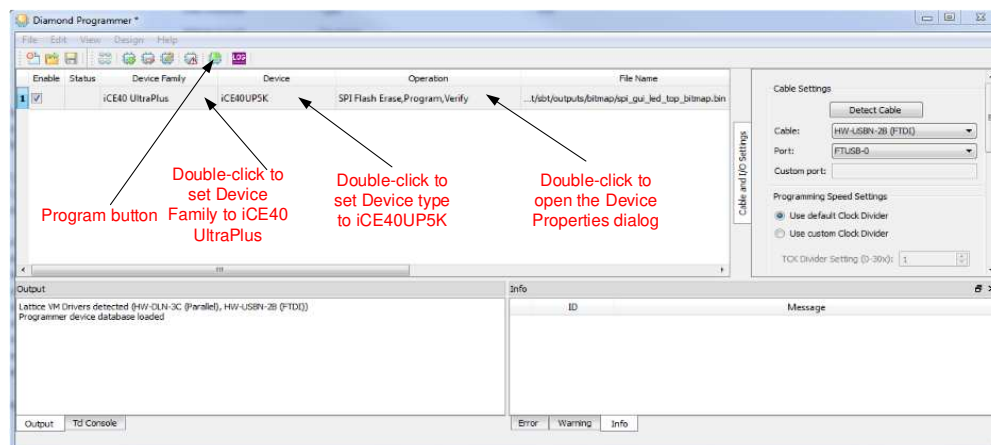 Diamond Programmer *
File Edit View Design Help
LOG
Enable Status Device Family Device Operation File Name
1 iCE40 UltraPlus iCE40UP5K SPI Flash Erase,Program,Verify ...t/sbt/outputs/bitmap/spi_gui_led_top_bitmap.bin
Program button
Double-click to
set Device
Family to iCE40
UltraPlus
Double-click to
set Device type
to iCE40UP5K
Double-click to
open the Device
Properties dialog
Cable and I/O Settings
Cable Settings
Detect Cable
Cable: HW-USBN-2B (FTDI)
Port: FTUSB-0
Custom port:
Programming Speed Settings
Use default Clock Divider
Use custom Clock Divider
TCK Divider Setting (0-30x): 1
Output
Lattice VM Drivers detected (HW-DLN-3C (Parallel), HW-USBN-2B (FTDI))
Programmer device database loaded
Output Tcl Console
Info
ID Message
Error Warning Info